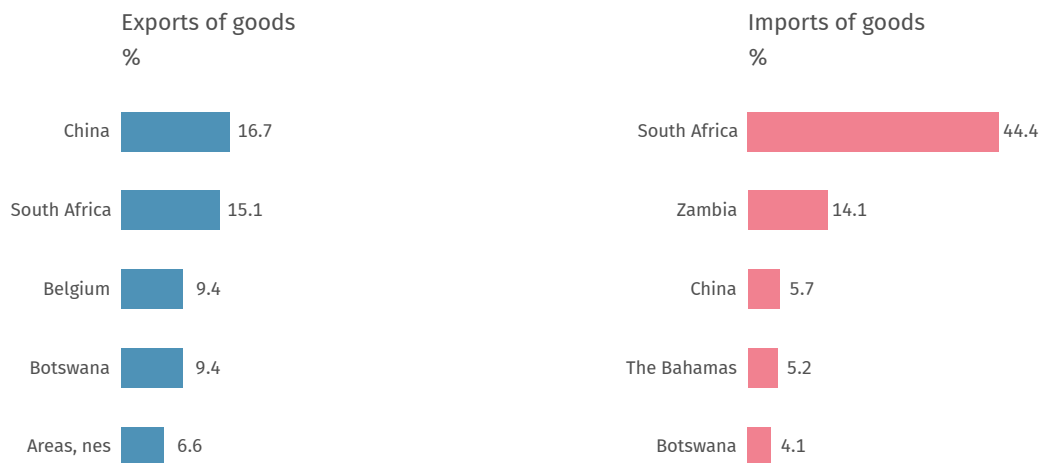 Exports of goods
%
China 16.7
South Africa 15.1
Belgium 9.4
Botswana 9.4
Areas, nes 6.6
Imports of goods
%
South Africa 44.4
Zambia 14.1
China 5.7
The Bahamas 5.2
Botswana 4.1